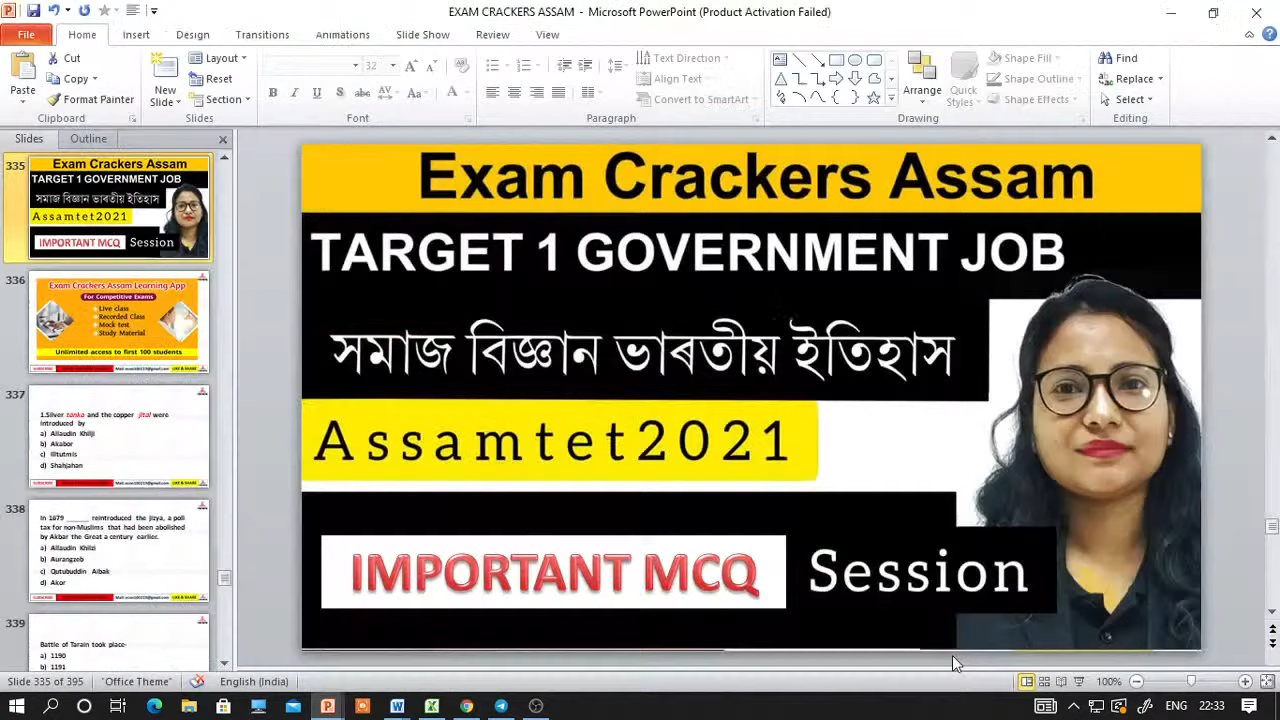 EXAM CRACKERS ASSAM - Microsoft PowerPoint (Product Activation Failed)
File Home Insert Design Transitions Animations Slide Show Review View
Paste
Cut
Copy
Format Painter
Clipboard
New Slide
Layout
Reset
Section
Slides
32
Font
Text Direction
Align Text
Convert to SmartArt
Paragraph
Arrange
Quick Styles
Shape Fill
Shape Outline
Shape Effects
Drawing
Find
Replace
Select
Editing
Slides Outline
335
Exam Crackers Assam
TARGET 1 GOVERNMENT JOB
সমাজ বিজ্ঞান ভাৰতীয় ইতিহাস
Assamtet2021
IMPORTANT MCQ Session
336
Exam Crackers Assam Learning App
For Competitive Exams
Live class
Recorded Class
Mock test
Study Material
Unlimited access to first 100 students
337
1.Silver tanka and the copper jital were
introduced by
a) Allaudin Khilji
b) Akabor
c) Illtutmis
d) Shahjahan
338
In 1679 ______ reintroduced the Jizya, a poll
tax for non-Muslims that had been abolished
by Akbar the Great a century earlier.
a) Allaudin Khilzi
b) Aurangzeb
c) Qutubuddin Aibak
d) Akor
339
Battle of Tarain took place-
a) 1190
b) 1191
Exam Crackers Assam
TARGET 1 GOVERNMENT JOB
সমাজ বিজ্ঞান ভাৰতীয় ইতিহাস
Assamtet2021
IMPORTANT MCQ Session
Slide 335 of 395 "Office Theme" English (India) 100%
ENG 22:33